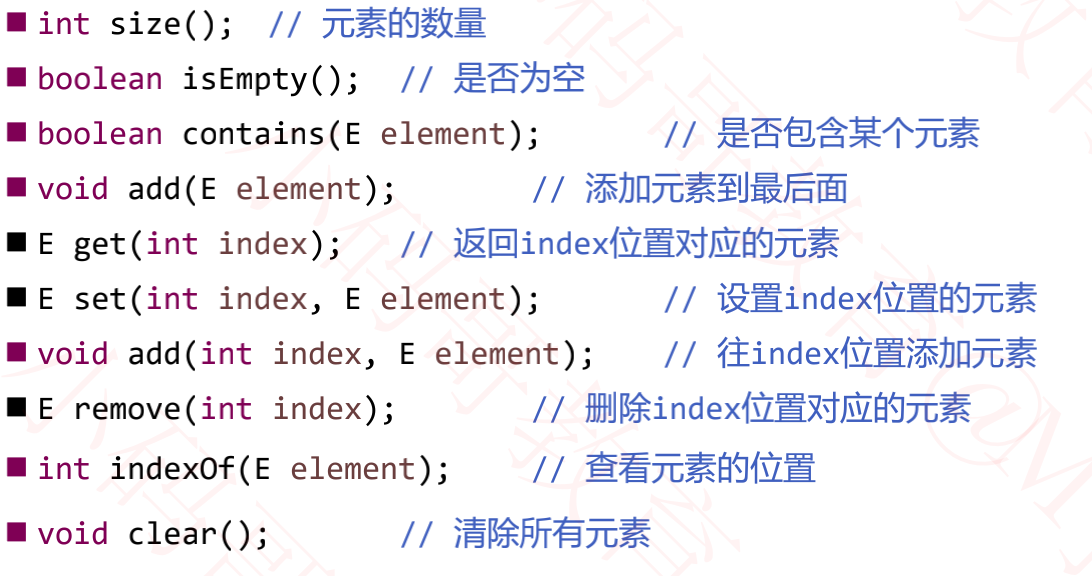 int size(); // 元素的数量
boolean isEmpty(); // 是否为空
boolean contains(E element); // 是否包含某个元素
void add(E element); // 添加元素到最后面
E get(int index); // 返回index位置对应的元素
E set(int index, E element); // 设置index位置的元素
void add(int index, E element); // 往index位置添加元素
E remove(int index); // 删除index位置对应的元素
int indexOf(E element); // 查看元素的位置
void clear(); // 清除所有元素